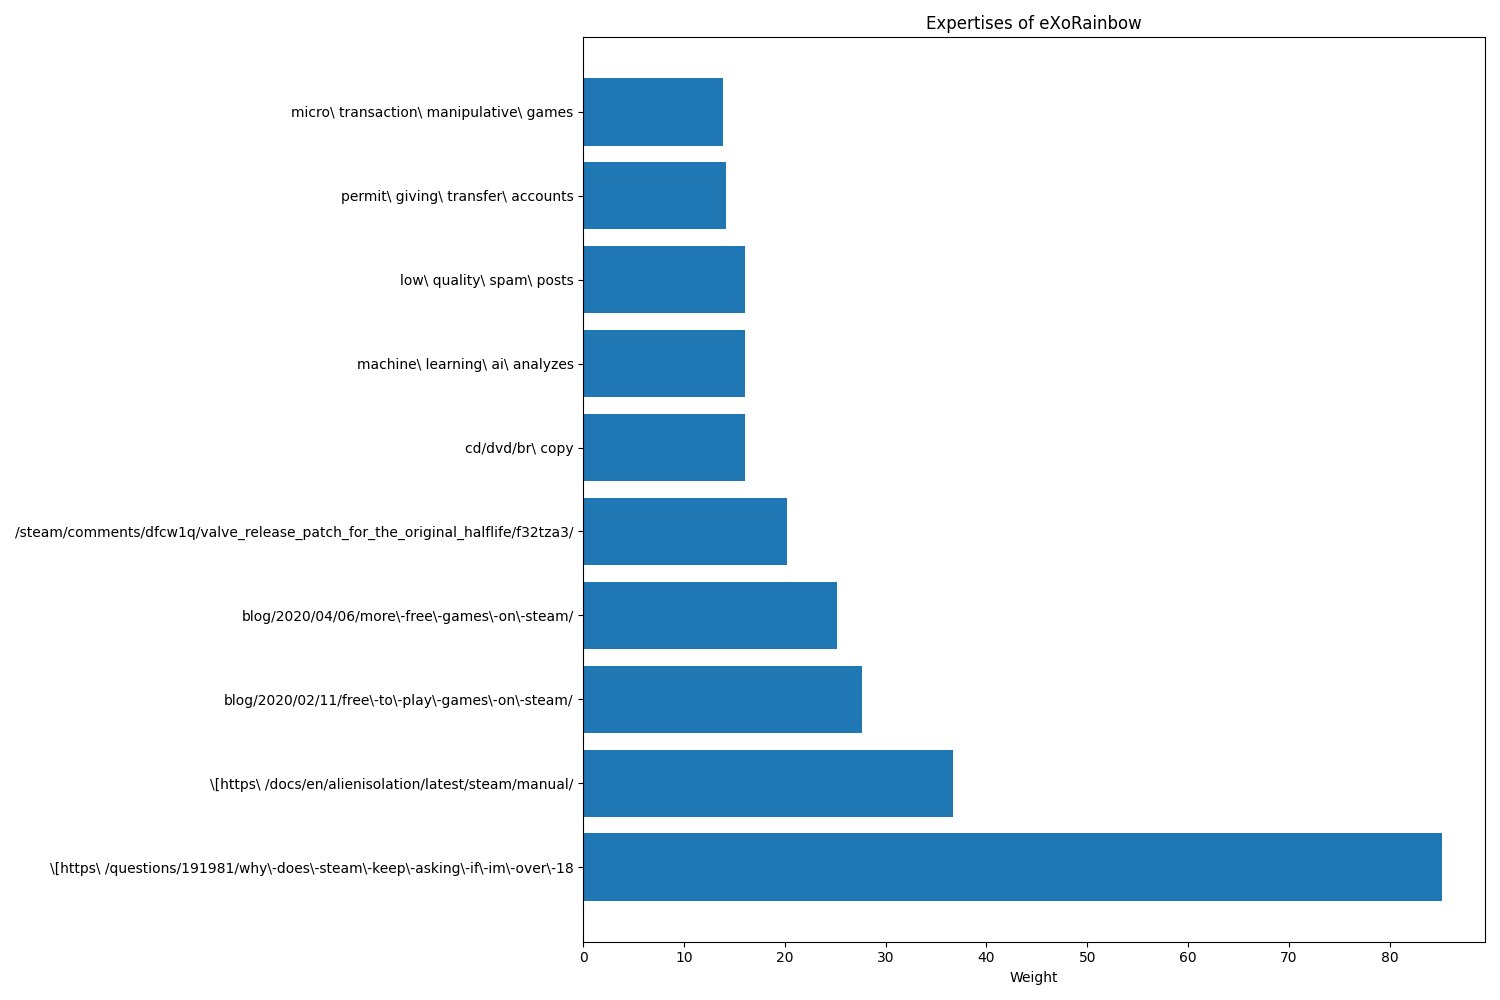 Expertises of eXoRainbow
micro\ transaction\ manipulative\ games
permit\ giving\ transfer\ accounts
low\ quality\ spam\ posts
machine\ learning\ ai\ analyzes
cd/dvd/br\ copy
/steam/comments/dfcw1q/valve_release_patch_for_the_original_halflife/f32tza3/
blog/2020/04/06/more\-free\-games\-on\-steam/
blog/2020/02/11/free\-to\-play\-games\-on\-steam/
\[https\ /docs/en/alienisolation/latest/steam/manual/
\[https\ /questions/191981/why\-does\-steam\-keep\-asking\-if\-im\-over\-18
0 10 20 30 40 50 60 70 80
Weight